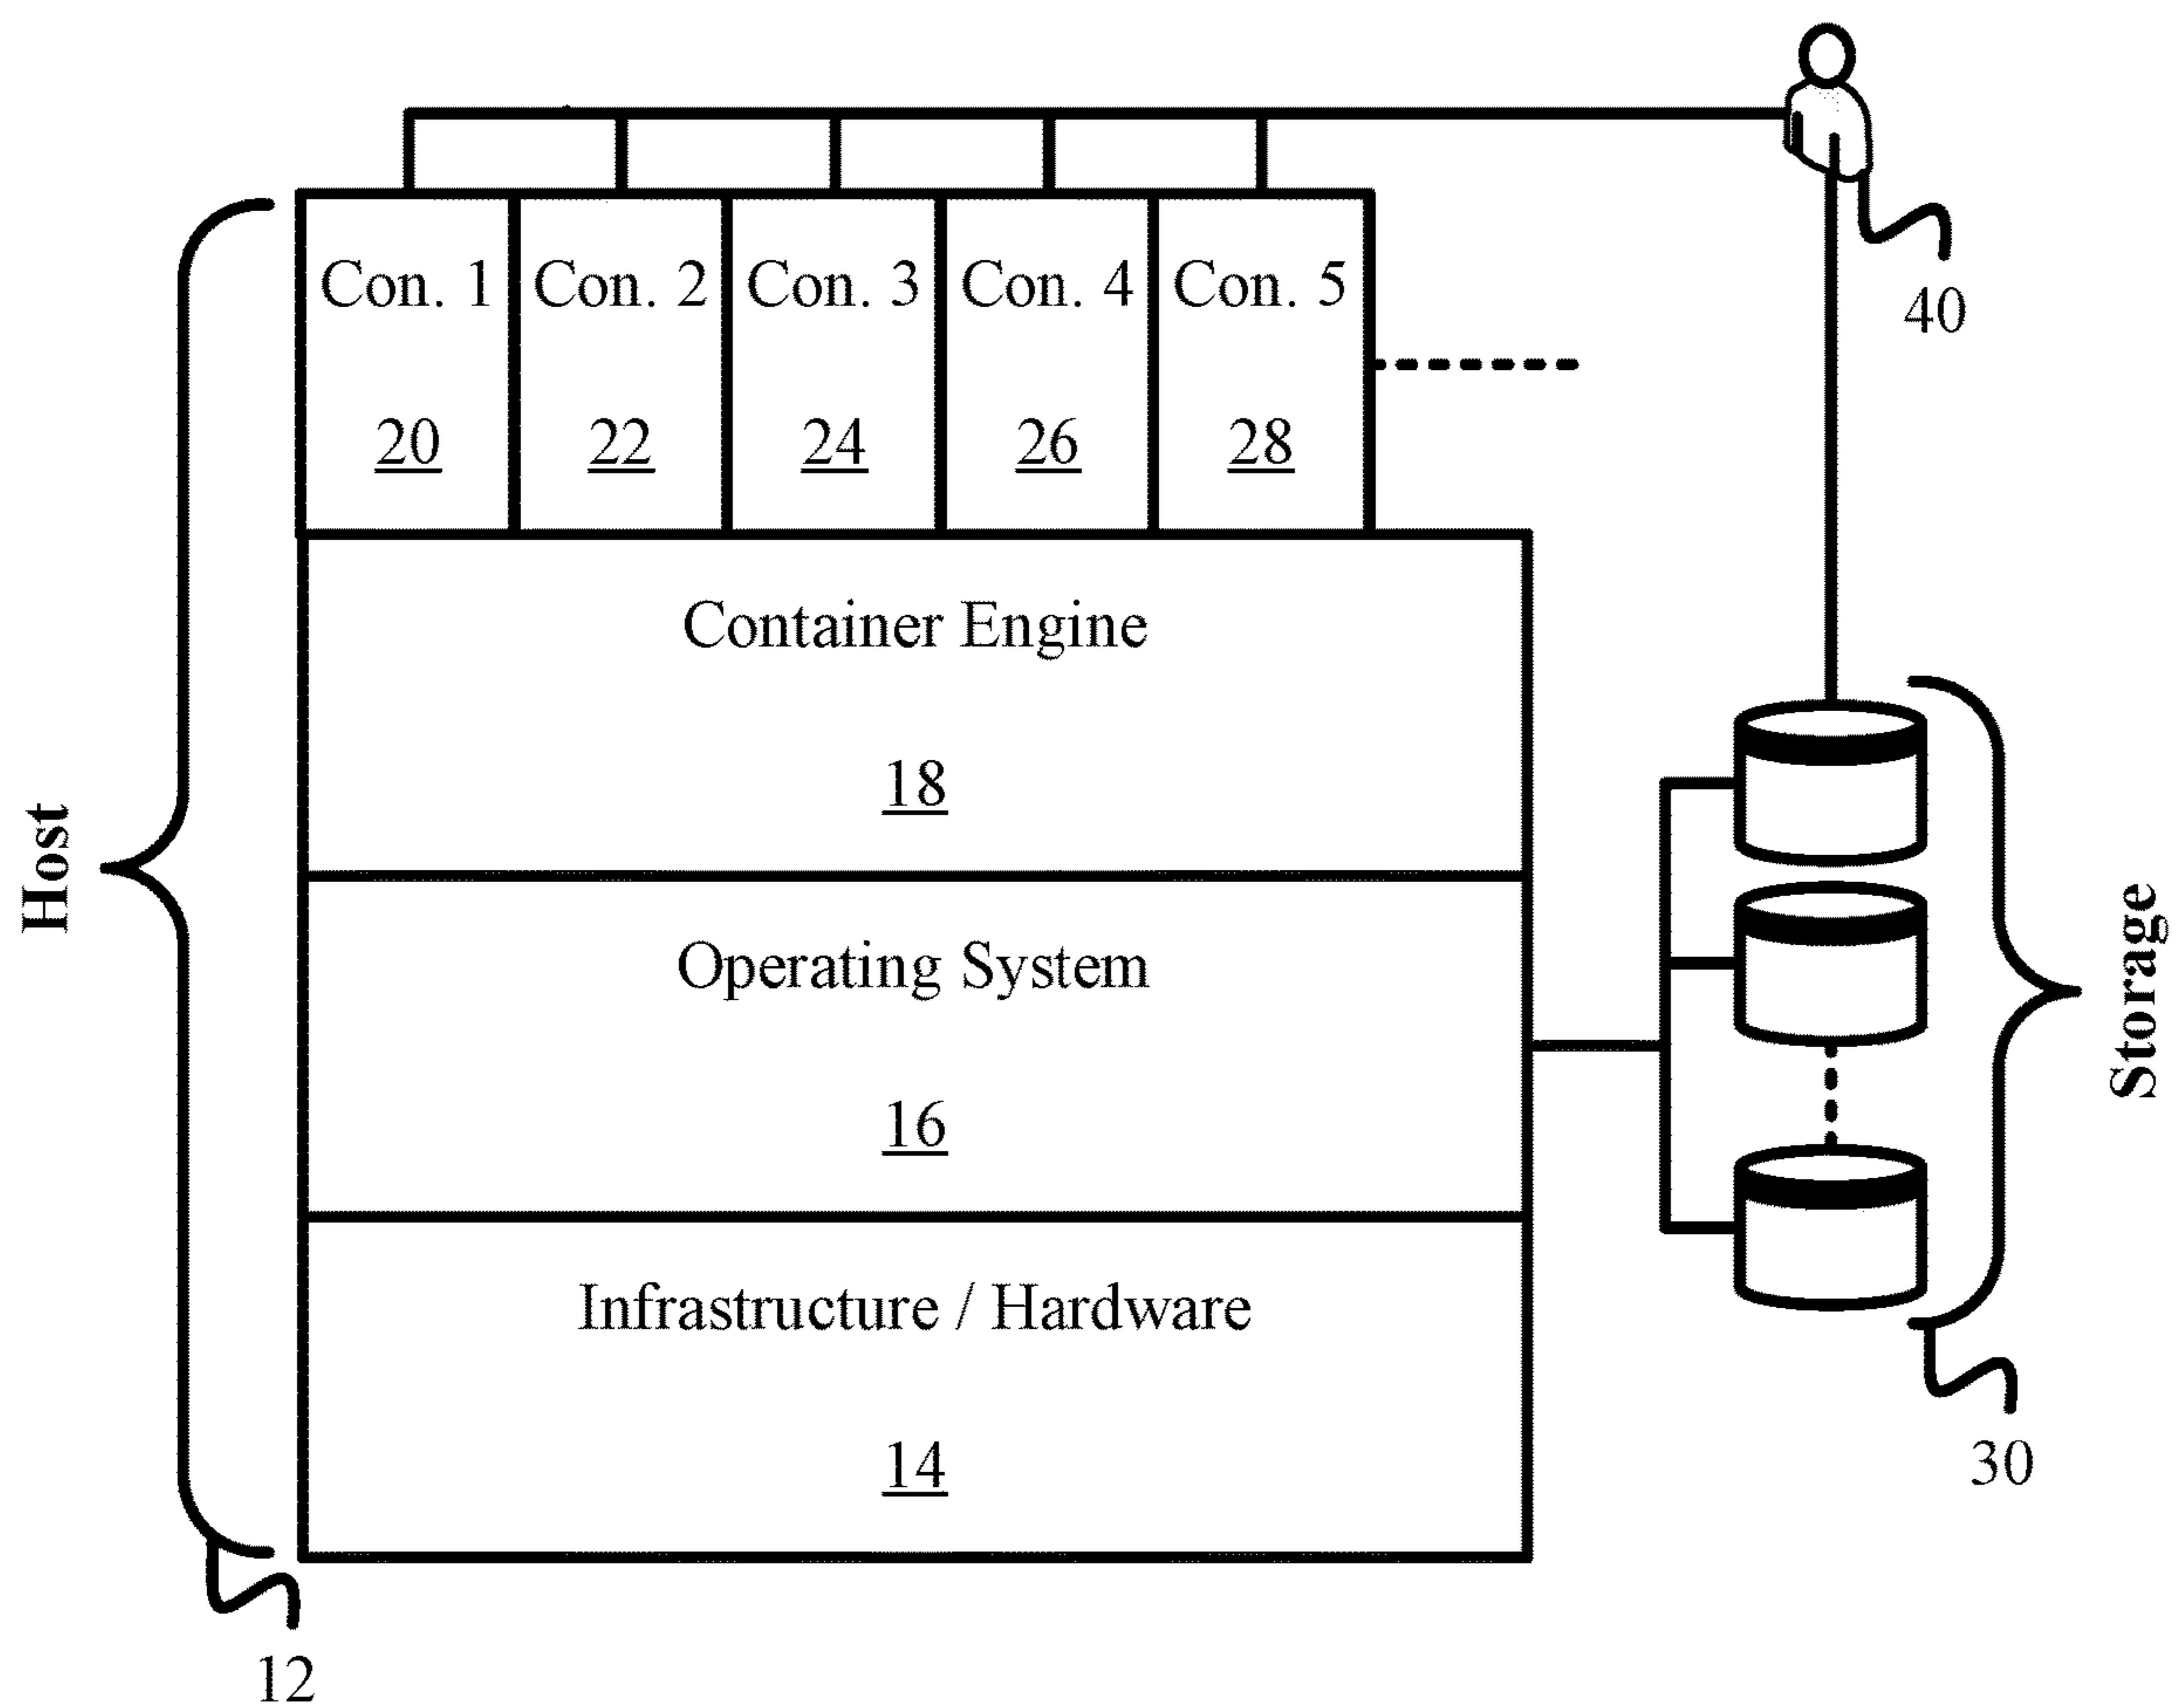 Con. 1
Con. 2
Con. 3
Con. 4
Con. 5
20
22
24
26
28
40
Container Engine
18
Host
Operating System
16
Storage
Infrastructure / Hardware
14
30
12